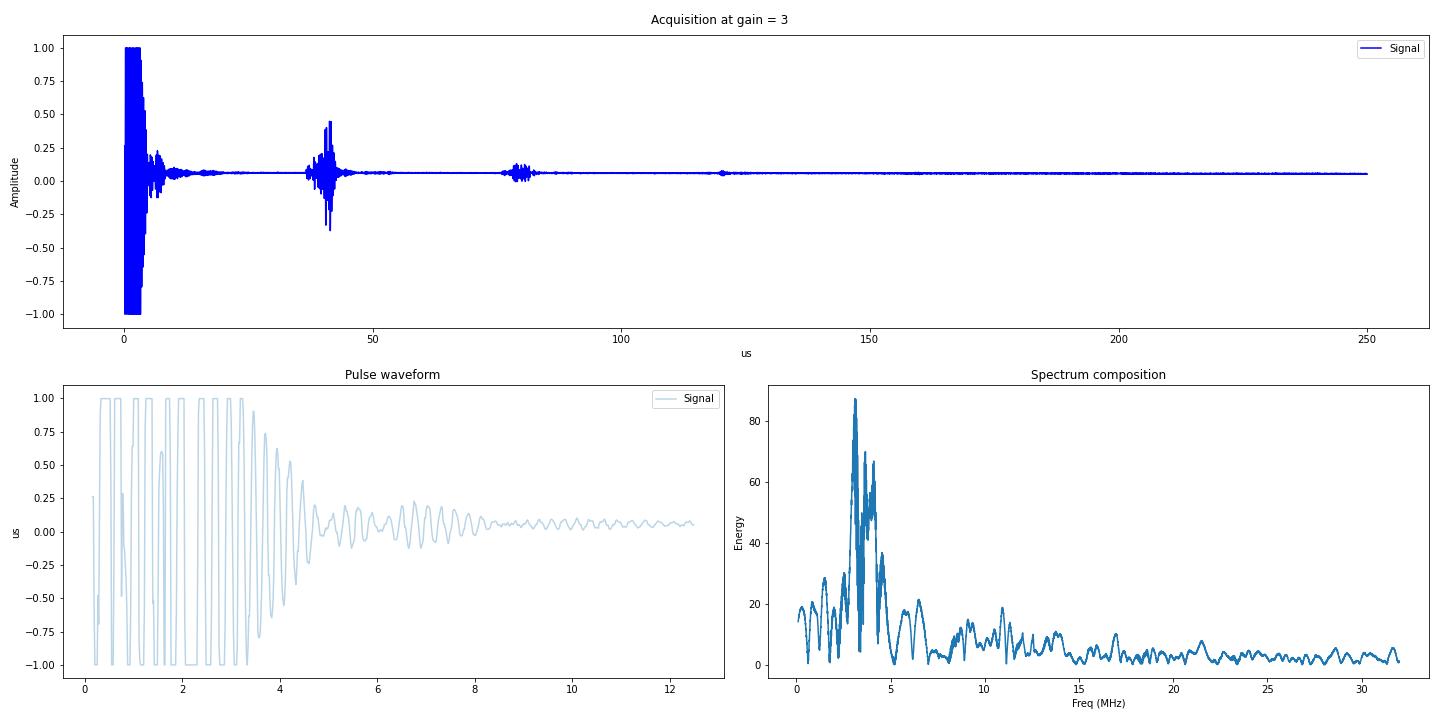 Acquisition at gain = 3
Signal
Amplitude
1.00
0.75
0.50
0.25
0.00
−0.25
−0.50
−0.75
−1.00
0 50 100 150 200 250
us
Pulse waveform
Signal
us
1.00
0.75
0.50
0.25
0.00
−0.25
−0.50
−0.75
−1.00
0 2 4 6 8 10 12
Spectrum composition
Energy
80
60
40
20
0
0 5 10 15 20 25 30
Freq (MHz)